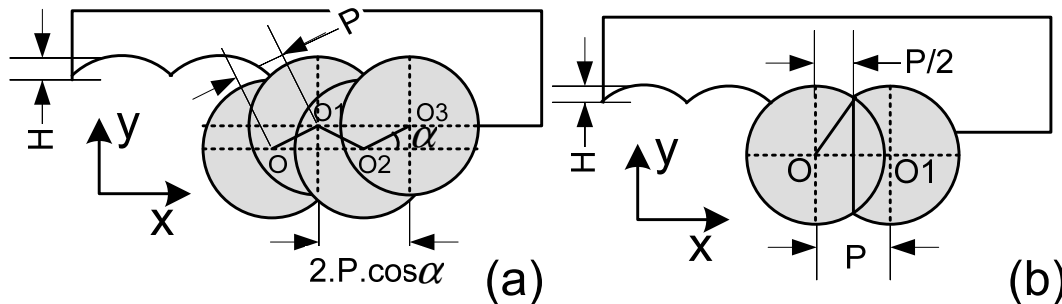 P
H
y
x
O
O1
O2
O3
α
2.P.cosα
(a)
P/2
H
y
x
O
O1
P
(b)